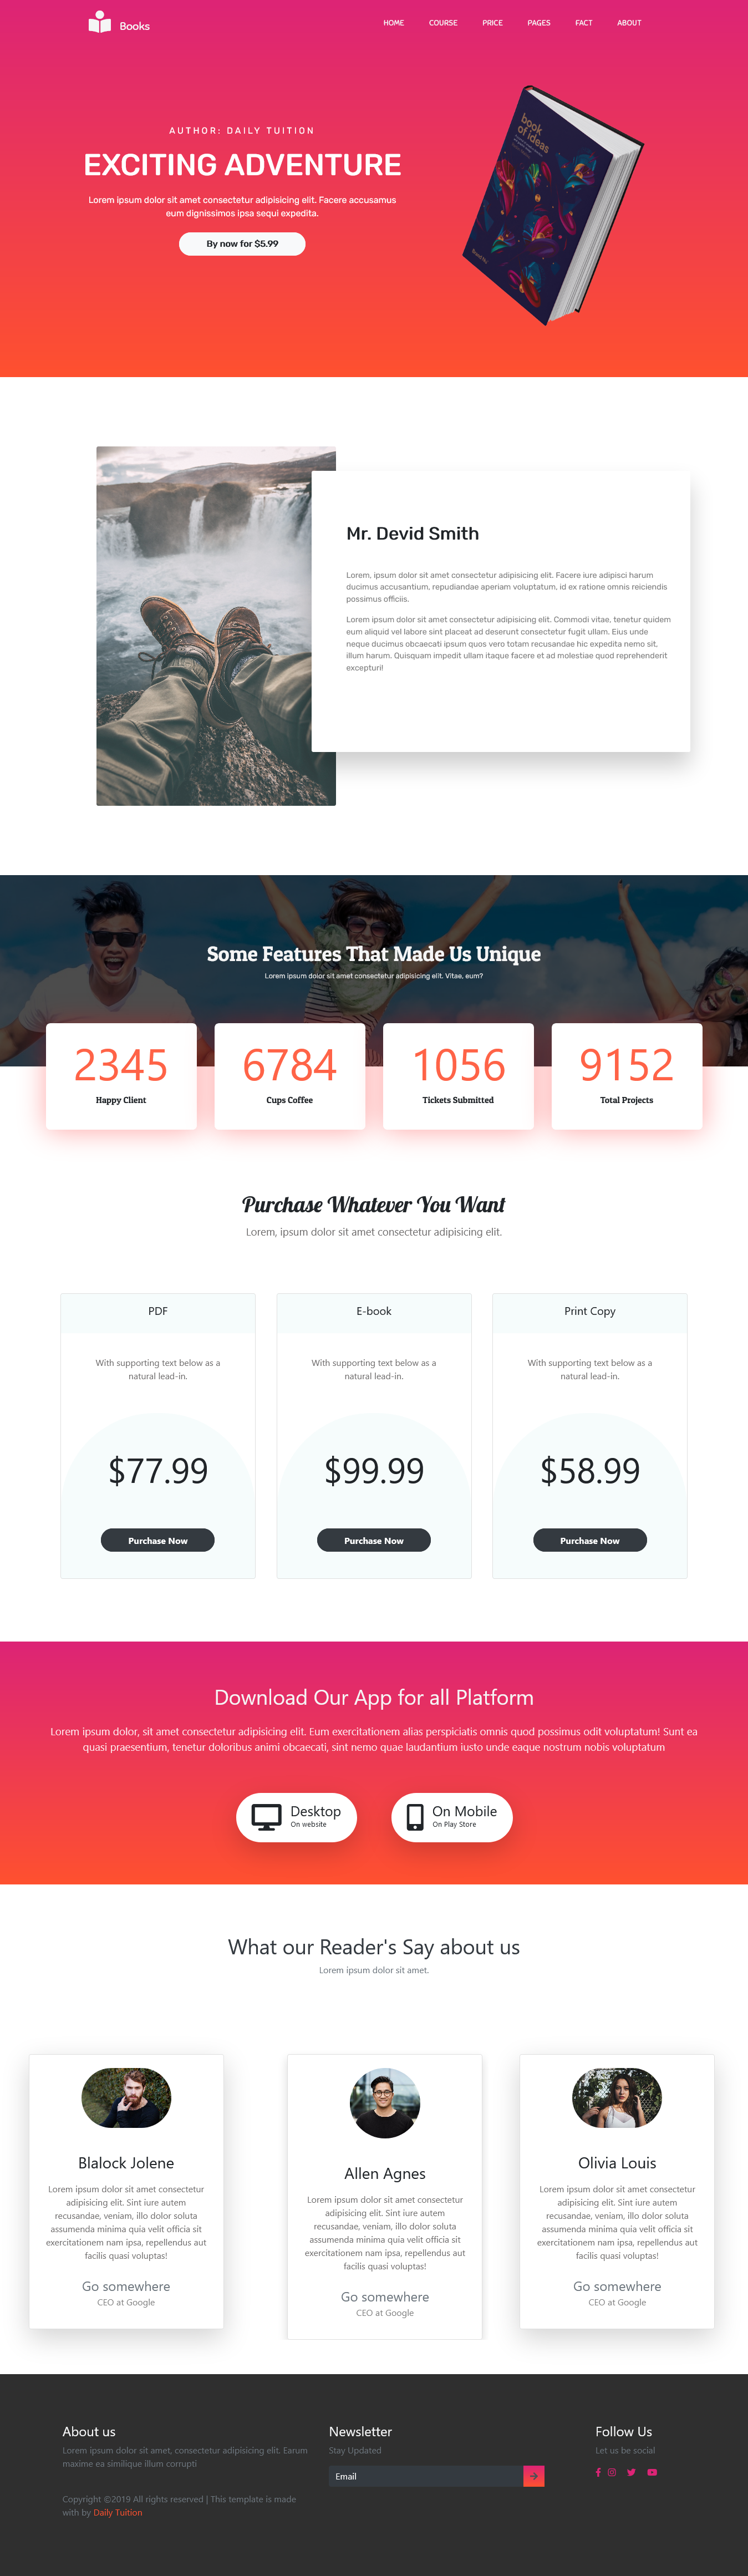 Books
HOME COURSE PRICE PAGES FACT ABOUT
AUTHOR: DAILY TUITION
EXCITING ADVENTURE
Lorem ipsum dolor sit amet consectetur adipisicing elit. Facere accusamus
eum dignissimos ipsa sequi expedita.
By now for $5.99
book
of ideas
Mr. Devid Smith
Lorem, ipsum dolor sit amet consectetur adipisicing elit. Facere iure adipisci harum
ducimus accusantium, repudiandae aperiam voluptatum, id ex ratione omnis reiciendis
possimus officiis.
Lorem ipsum dolor sit amet consectetur adipisicing elit. Commodi vitae, tenetur quidem
eum aliquid vel labore sint placeat ad deserunt consectetur fugit ullam. Eius unde
neque ducimus obcaecati ipsum quos vero totam recusandae hic expedita nemo sit,
illum harum. Quisquam impedit ullam itaque facere et ad molestiae quod reprehenderit
excepturi!
Some Features That Made Us Unique
Lorem ipsum dolor sit amet consectetur adipisicing elit. Vitae, eum?
2345 6784 1056 9152
Happy Client Cups Coffee Tickets Submitted Total Projects
Purchase Whatever You Want
Lorem, ipsum dolor sit amet consectetur adipisicing elit.
PDF
With supporting text below as a
natural lead-in.
$77.99
Purchase Now
E-book
With supporting text below as a
natural lead-in.
$99.99
Purchase Now
Print Copy
With supporting text below as a
natural lead-in.
$58.99
Purchase Now
Download Our App for all Platform
Lorem ipsum dolor, sit amet consectetur adipisicing elit. Eum exercitationem alias perspiciatis omnis quod possimus odit voluptatum! Sunt ea
quasi praesentium, tenetur doloribus animi obcaecati, sint nemo quae laudantium iusto unde eaque nostrum nobis voluptatum
Desktop
On website
On Mobile
On Play Store
What our Reader's Say about us
Lorem ipsum dolor sit amet.
Blalock Jolene
Lorem ipsum dolor sit amet consectetur
adipisicing elit. Sint iure autem
recusandae, veniam, illo dolor soluta
assumenda minima quia velit officia sit
exercitationem nam ipsa, repellendus aut
facilis quasi voluptas!
Go somewhere
CEO at Google
Allen Agnes
Lorem ipsum dolor sit amet consectetur
adipisicing elit. Sint iure autem
recusandae, veniam, illo dolor soluta
assumenda minima quia velit officia sit
exercitationem nam ipsa, repellendus aut
facilis quasi voluptas!
Go somewhere
CEO at Google
Olivia Louis
Lorem ipsum dolor sit amet consectetur
adipisicing elit. Sint iure autem
recusandae, veniam, illo dolor soluta
assumenda minima quia velit officia sit
exercitationem nam ipsa, repellendus aut
facilis quasi voluptas!
Go somewhere
CEO at Google
About us
Lorem ipsum dolor sit amet, consectetur adipisicing elit. Earum
maxime ea similique illum corrupti
Copyright ©2019 All rights reserved | This template is made
with by Daily Tuition
Newsletter
Stay Updated
Email
Follow Us
Let us be social